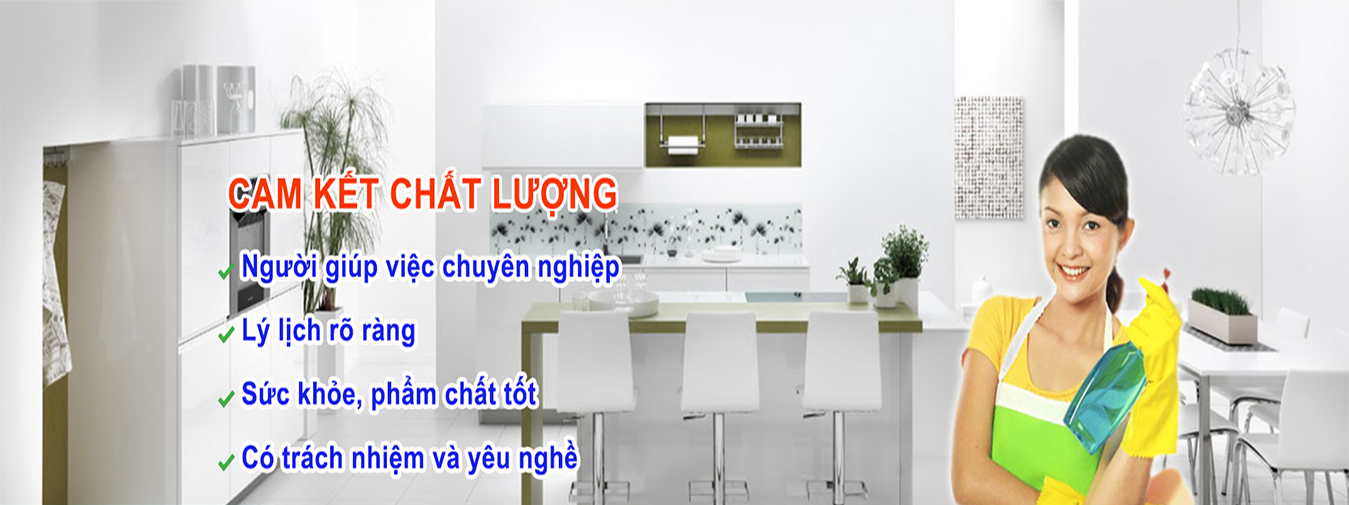 CAM KẾT CHẤT LƯỢNG
Người giúp việc chuyên nghiệp
Lý lịch rõ ràng
Sức khỏe, phẩm chất tốt
Có trách nhiệm và yêu nghề